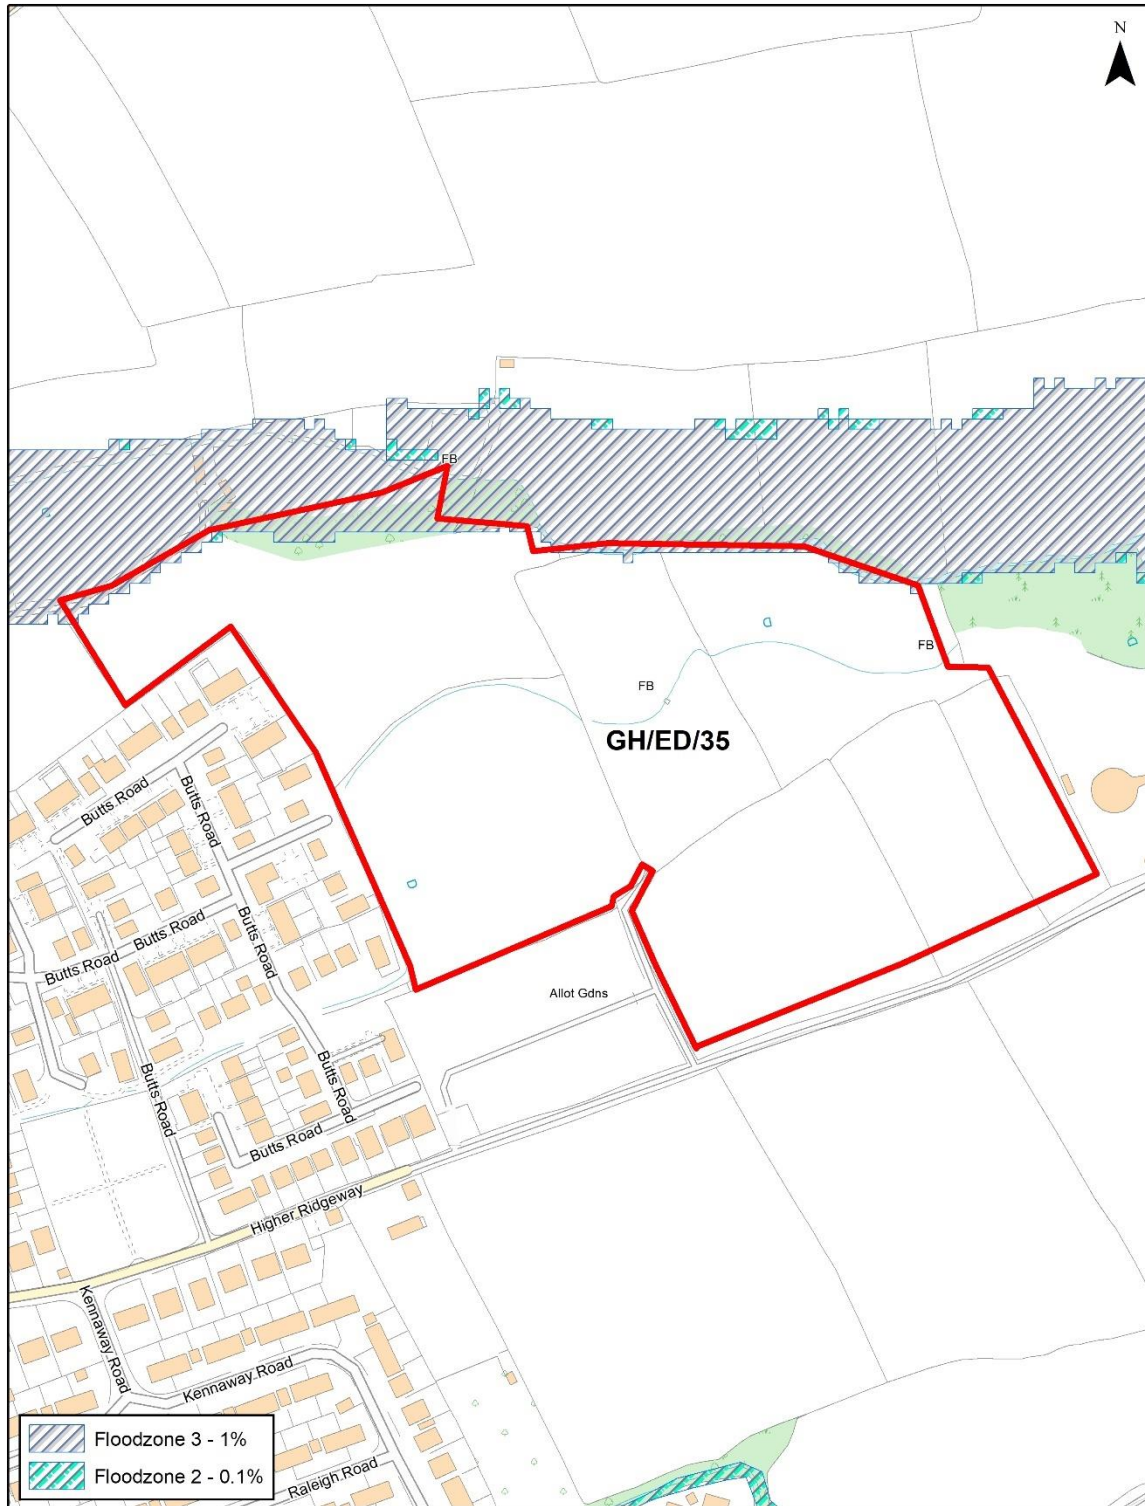 N
FB
FB
FB
GH/ED/35
Butts Road
Butts Road
Butts Road
Butts Road
Butts Road
Allot Gdns
Butts Road
Butts Road
Butts Road
Higher Ridgeway
Kennaway Road
Kennaway Road
Raleigh Road
Floodzone 3 - 1%
Floodzone 2 - 0.1%